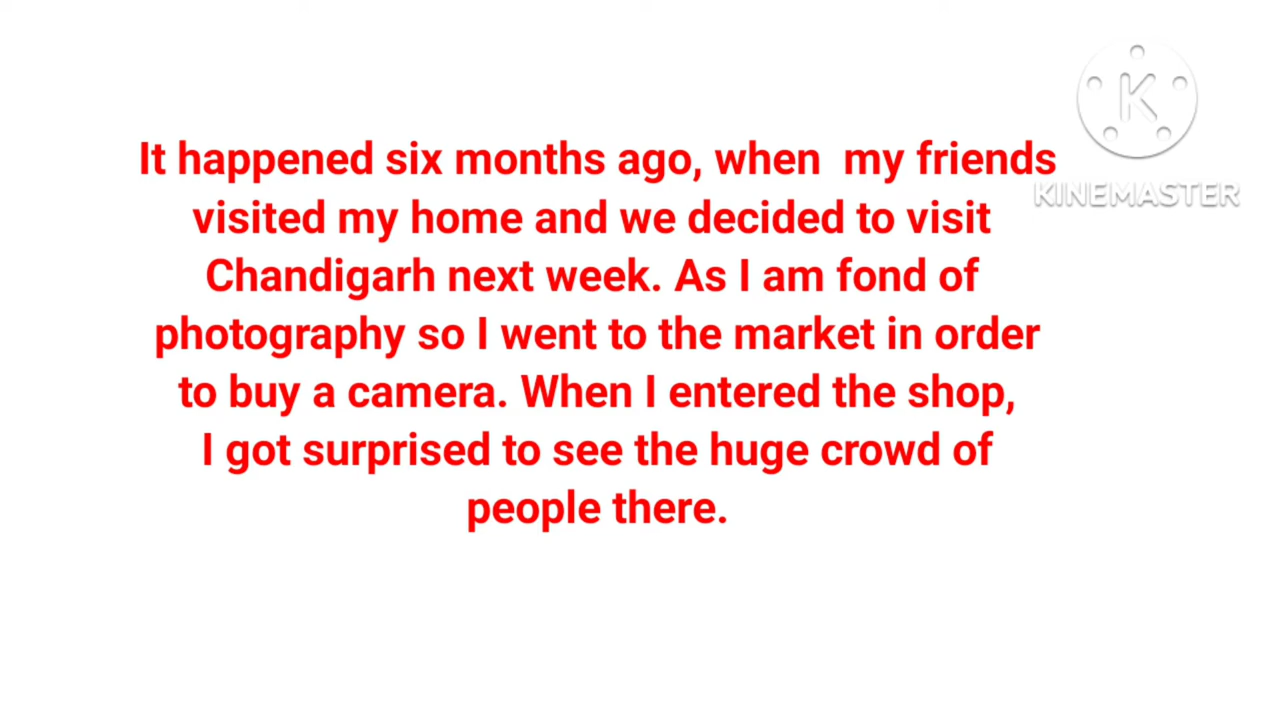 It happened six months ago, when my friends
visited my home and we decided to visit
Chandigarh next week. As I am fond of
photography so I went to the market in order
to buy a camera. When I entered the shop,
I got surprised to see the huge crowd of
people there.
K
KINEMASTER